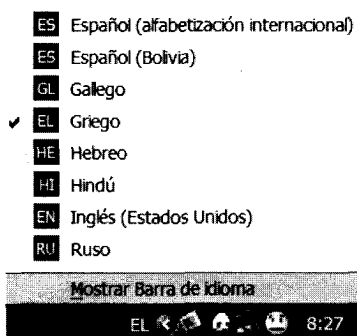 ES Español (alfabetización internacional)
ES Español (Bolivia)
GL Gallego
EL Griego
HE Hebreo
HI Hindú
EN Inglés (Estados Unidos)
RU Ruso
Mostrar Barra de idioma
EL 8:27